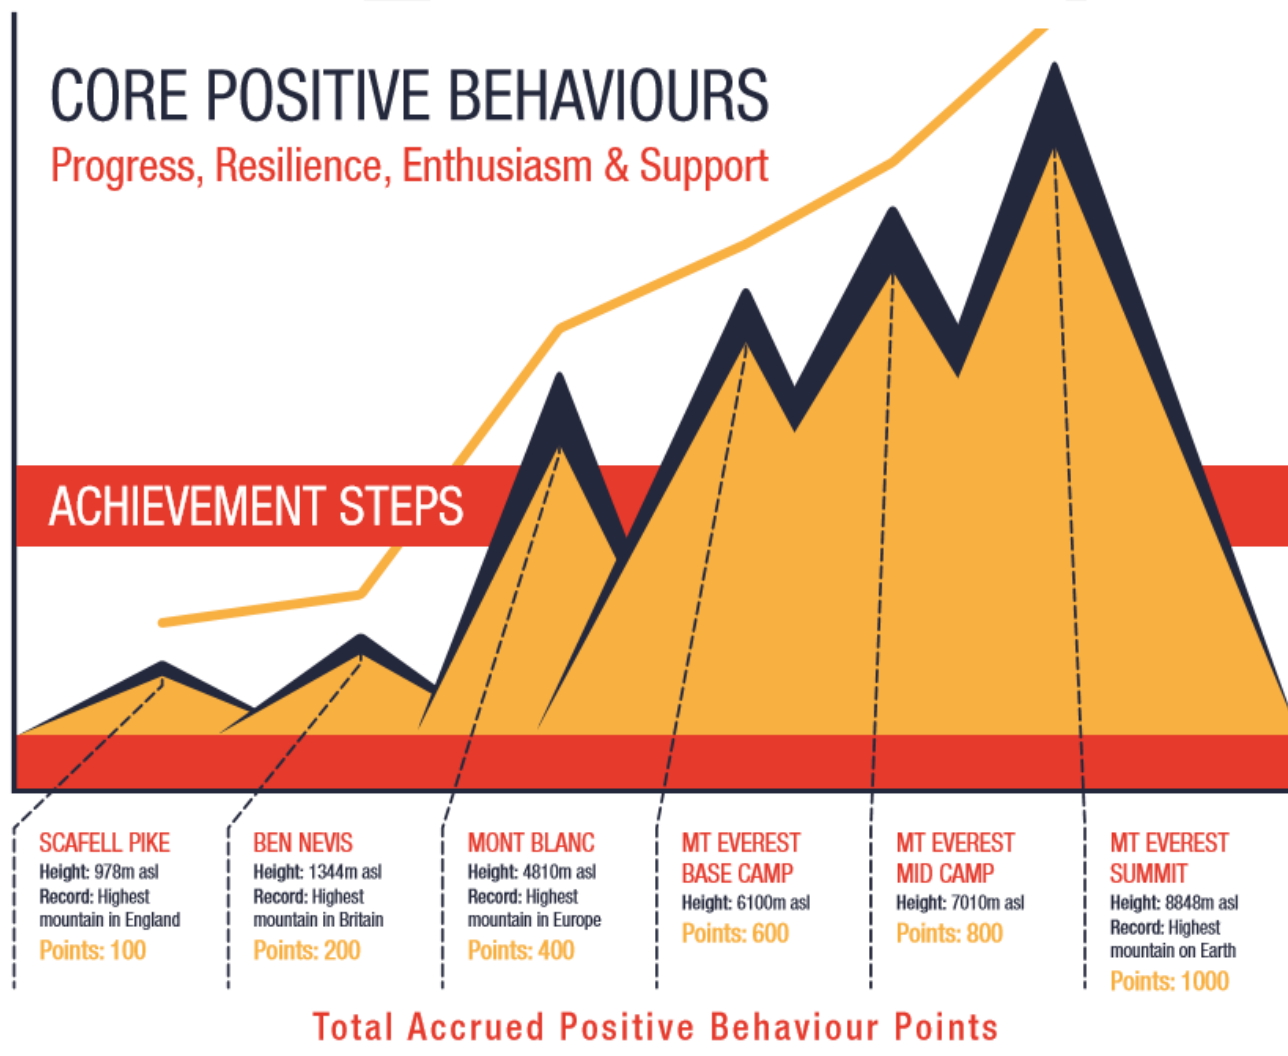 CORE POSITIVE BEHAVIOURS
Progress, Resilience, Enthusiasm & Support
ACHIEVEMENT STEPS
SCAFELL PIKE
Height: 978m asl
Record: Highest
mountain in England
Points: 100
BEN NEVIS
Height: 1344m asl
Record: Highest
mountain in Britain
Points: 200
MONT BLANC
Height: 4810m asl
Record: Highest
mountain in Europe
Points: 400
MT EVEREST
BASE CAMP
Height: 6100m asl
Points: 600
MT EVEREST
MID CAMP
Height: 7010m asl
Points: 800
MT EVEREST
SUMMIT
Height: 8848m asl
Record: Highest
mountain on Earth
Points: 1000
Total Accrued Positive Behaviour Points